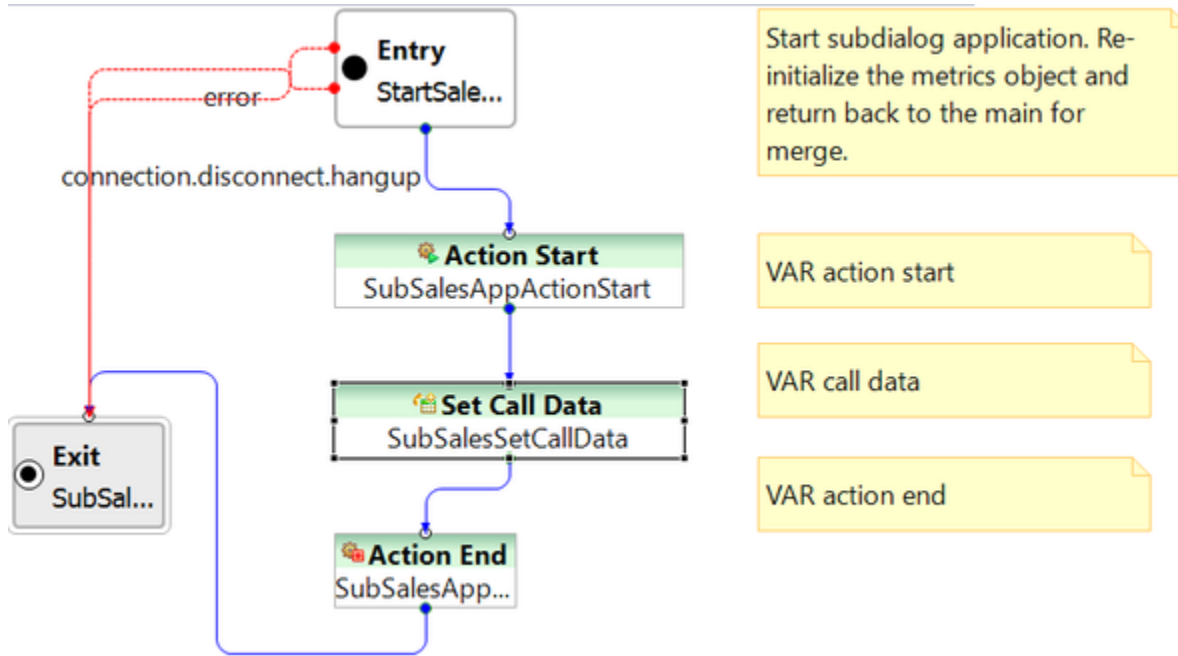 Entry
StartSale...
error
connection.disconnect.hangup
Start subdialog application. Re-
initialize the metrics object and
return back to the main for
merge.
Action Start
SubSalesAppActionStart
VAR action start
Set Call Data
SubSalesSetCallData
VAR call data
Exit
SubSal...
Action End
SubSalesApp...
VAR action end